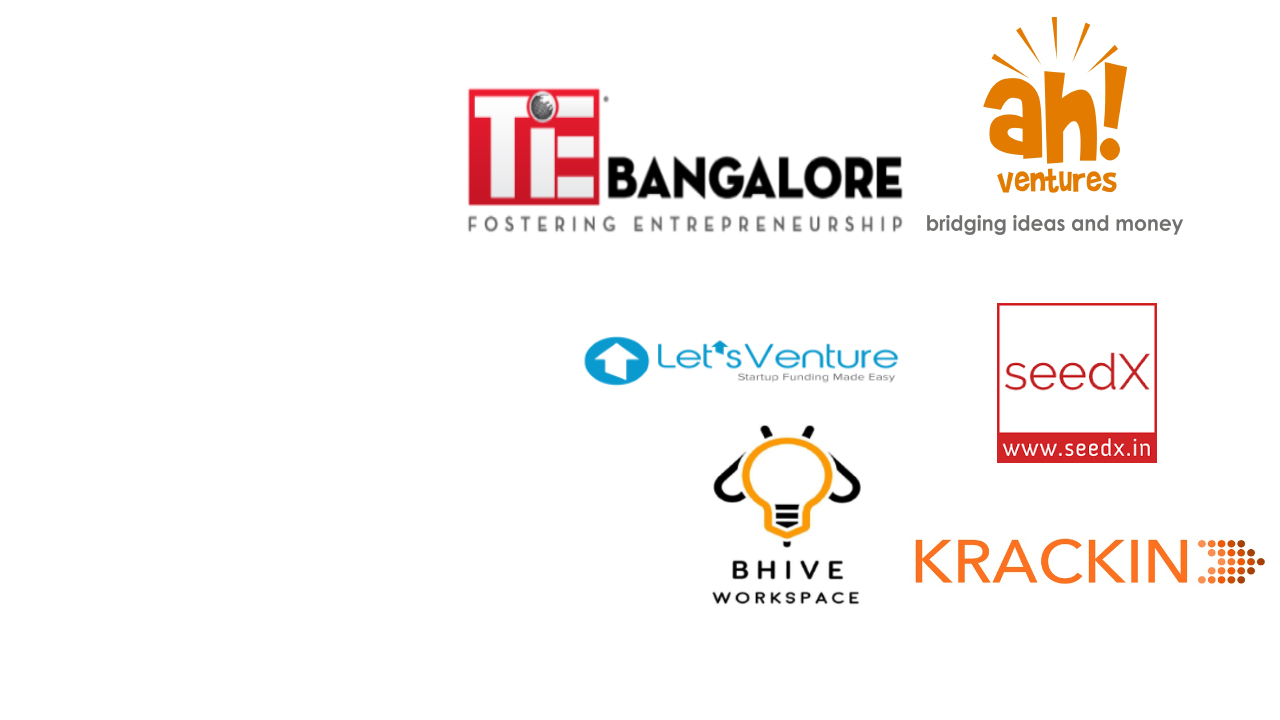 TiE BANGALORE
FOSTERING ENTREPRENEURSHIP
ah!
ventures
bridging ideas and money
Let'sVenture
Startup Funding Made Easy
seedX
www.seedx.in
BHIVE
WORKSPACE
KRACKIN